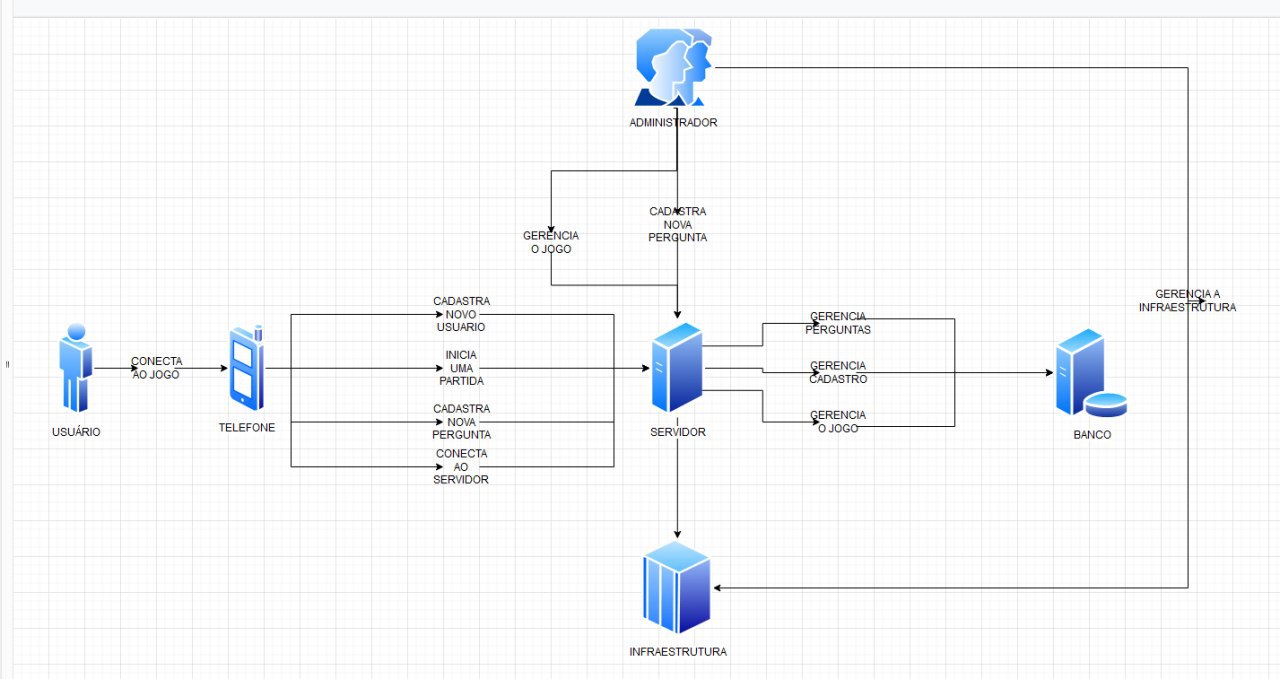 ADMINISTRADOR
CADASTRA
NOVA
PERGUNTA
GERENCIA
O JOGO
GERENCIA A
INFRAESTRUTURA
CADASTRA
NOVO
USUARIO
INICIA
UMA
PARTIDA
CADASTRA
NOVA
PERGUNTA
CONECTA
AO
SERVIDOR
CONECTA
AO JOGO
USUÁRIO
TELEFONE
SERVIDOR
GERENCIA
PERGUNTAS
GERENCIA
CADASTRO
GERENCIA
O JOGO
BANCO
INFRAESTRUTURA